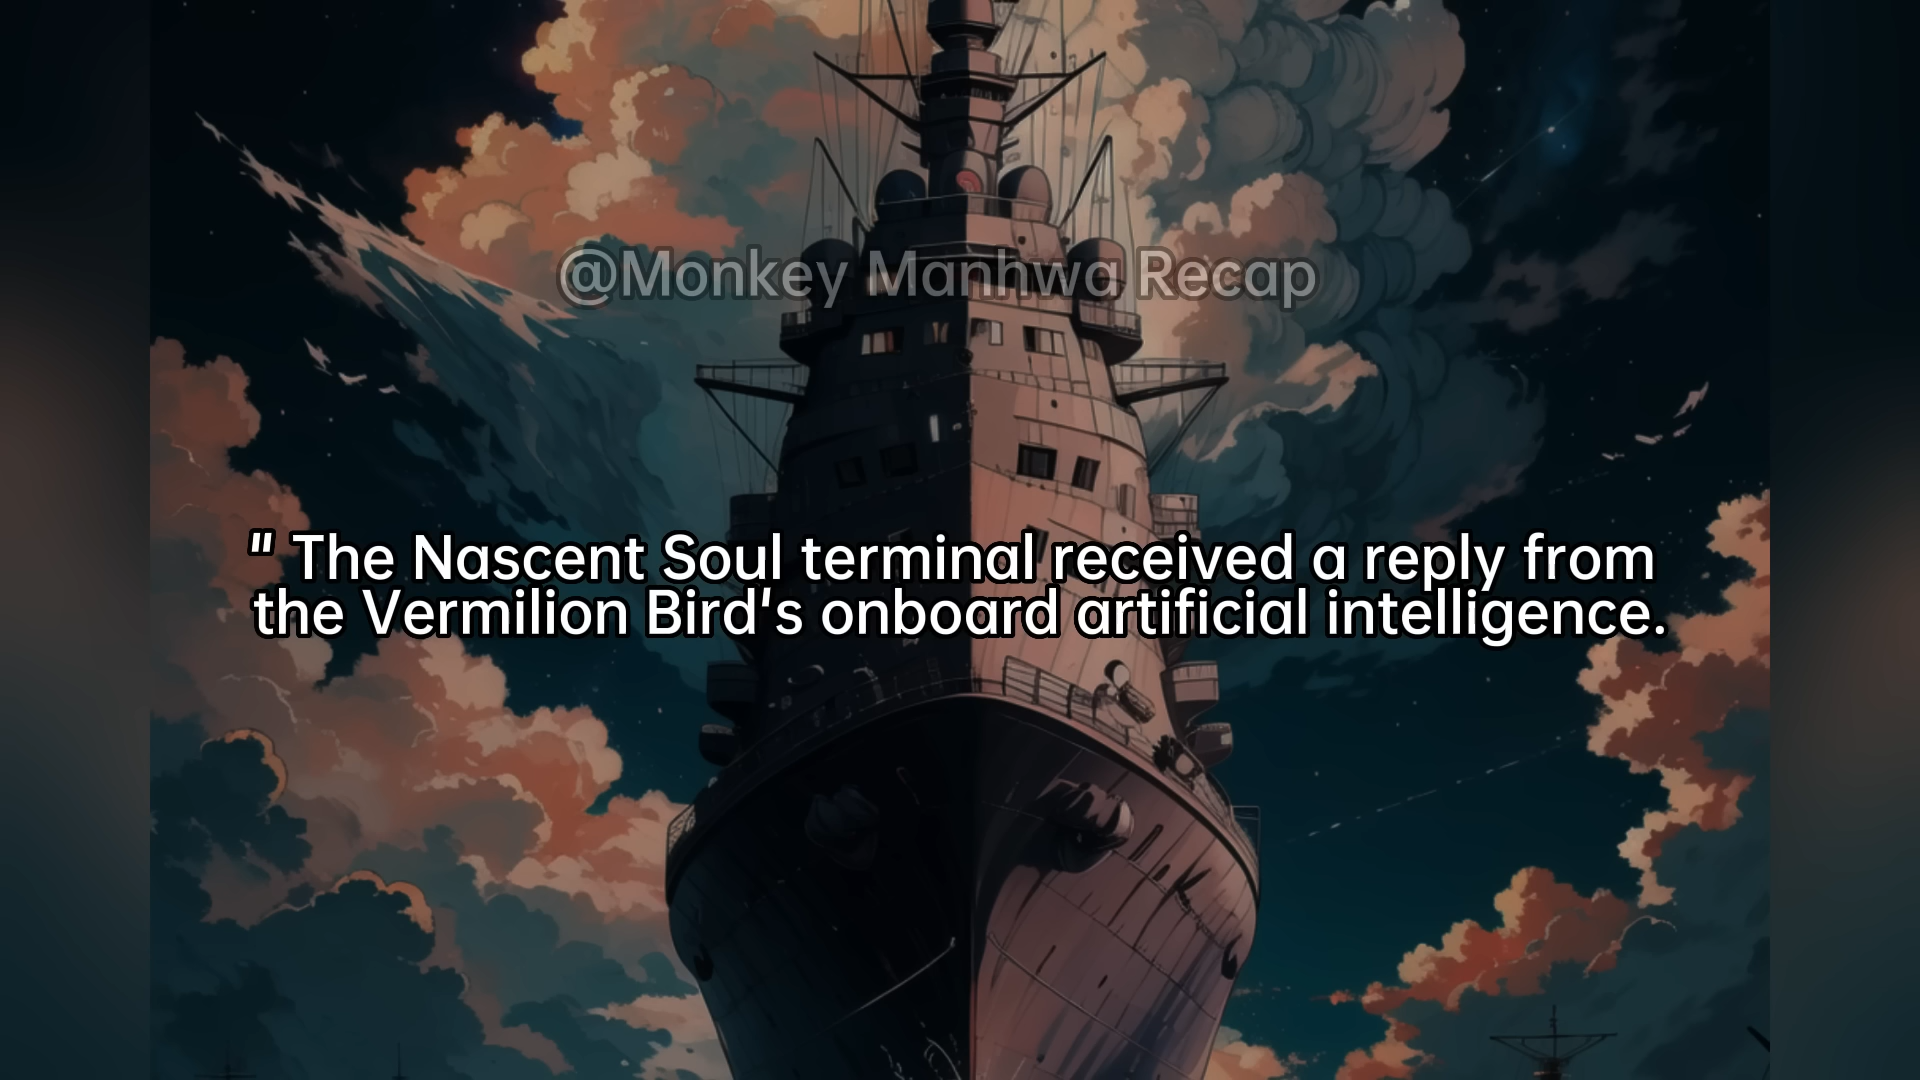 @Monkey Manhwa Recap
" The Nascent Soul terminal received a reply from
the Vermilion Bird's onboard artificial intelligence.